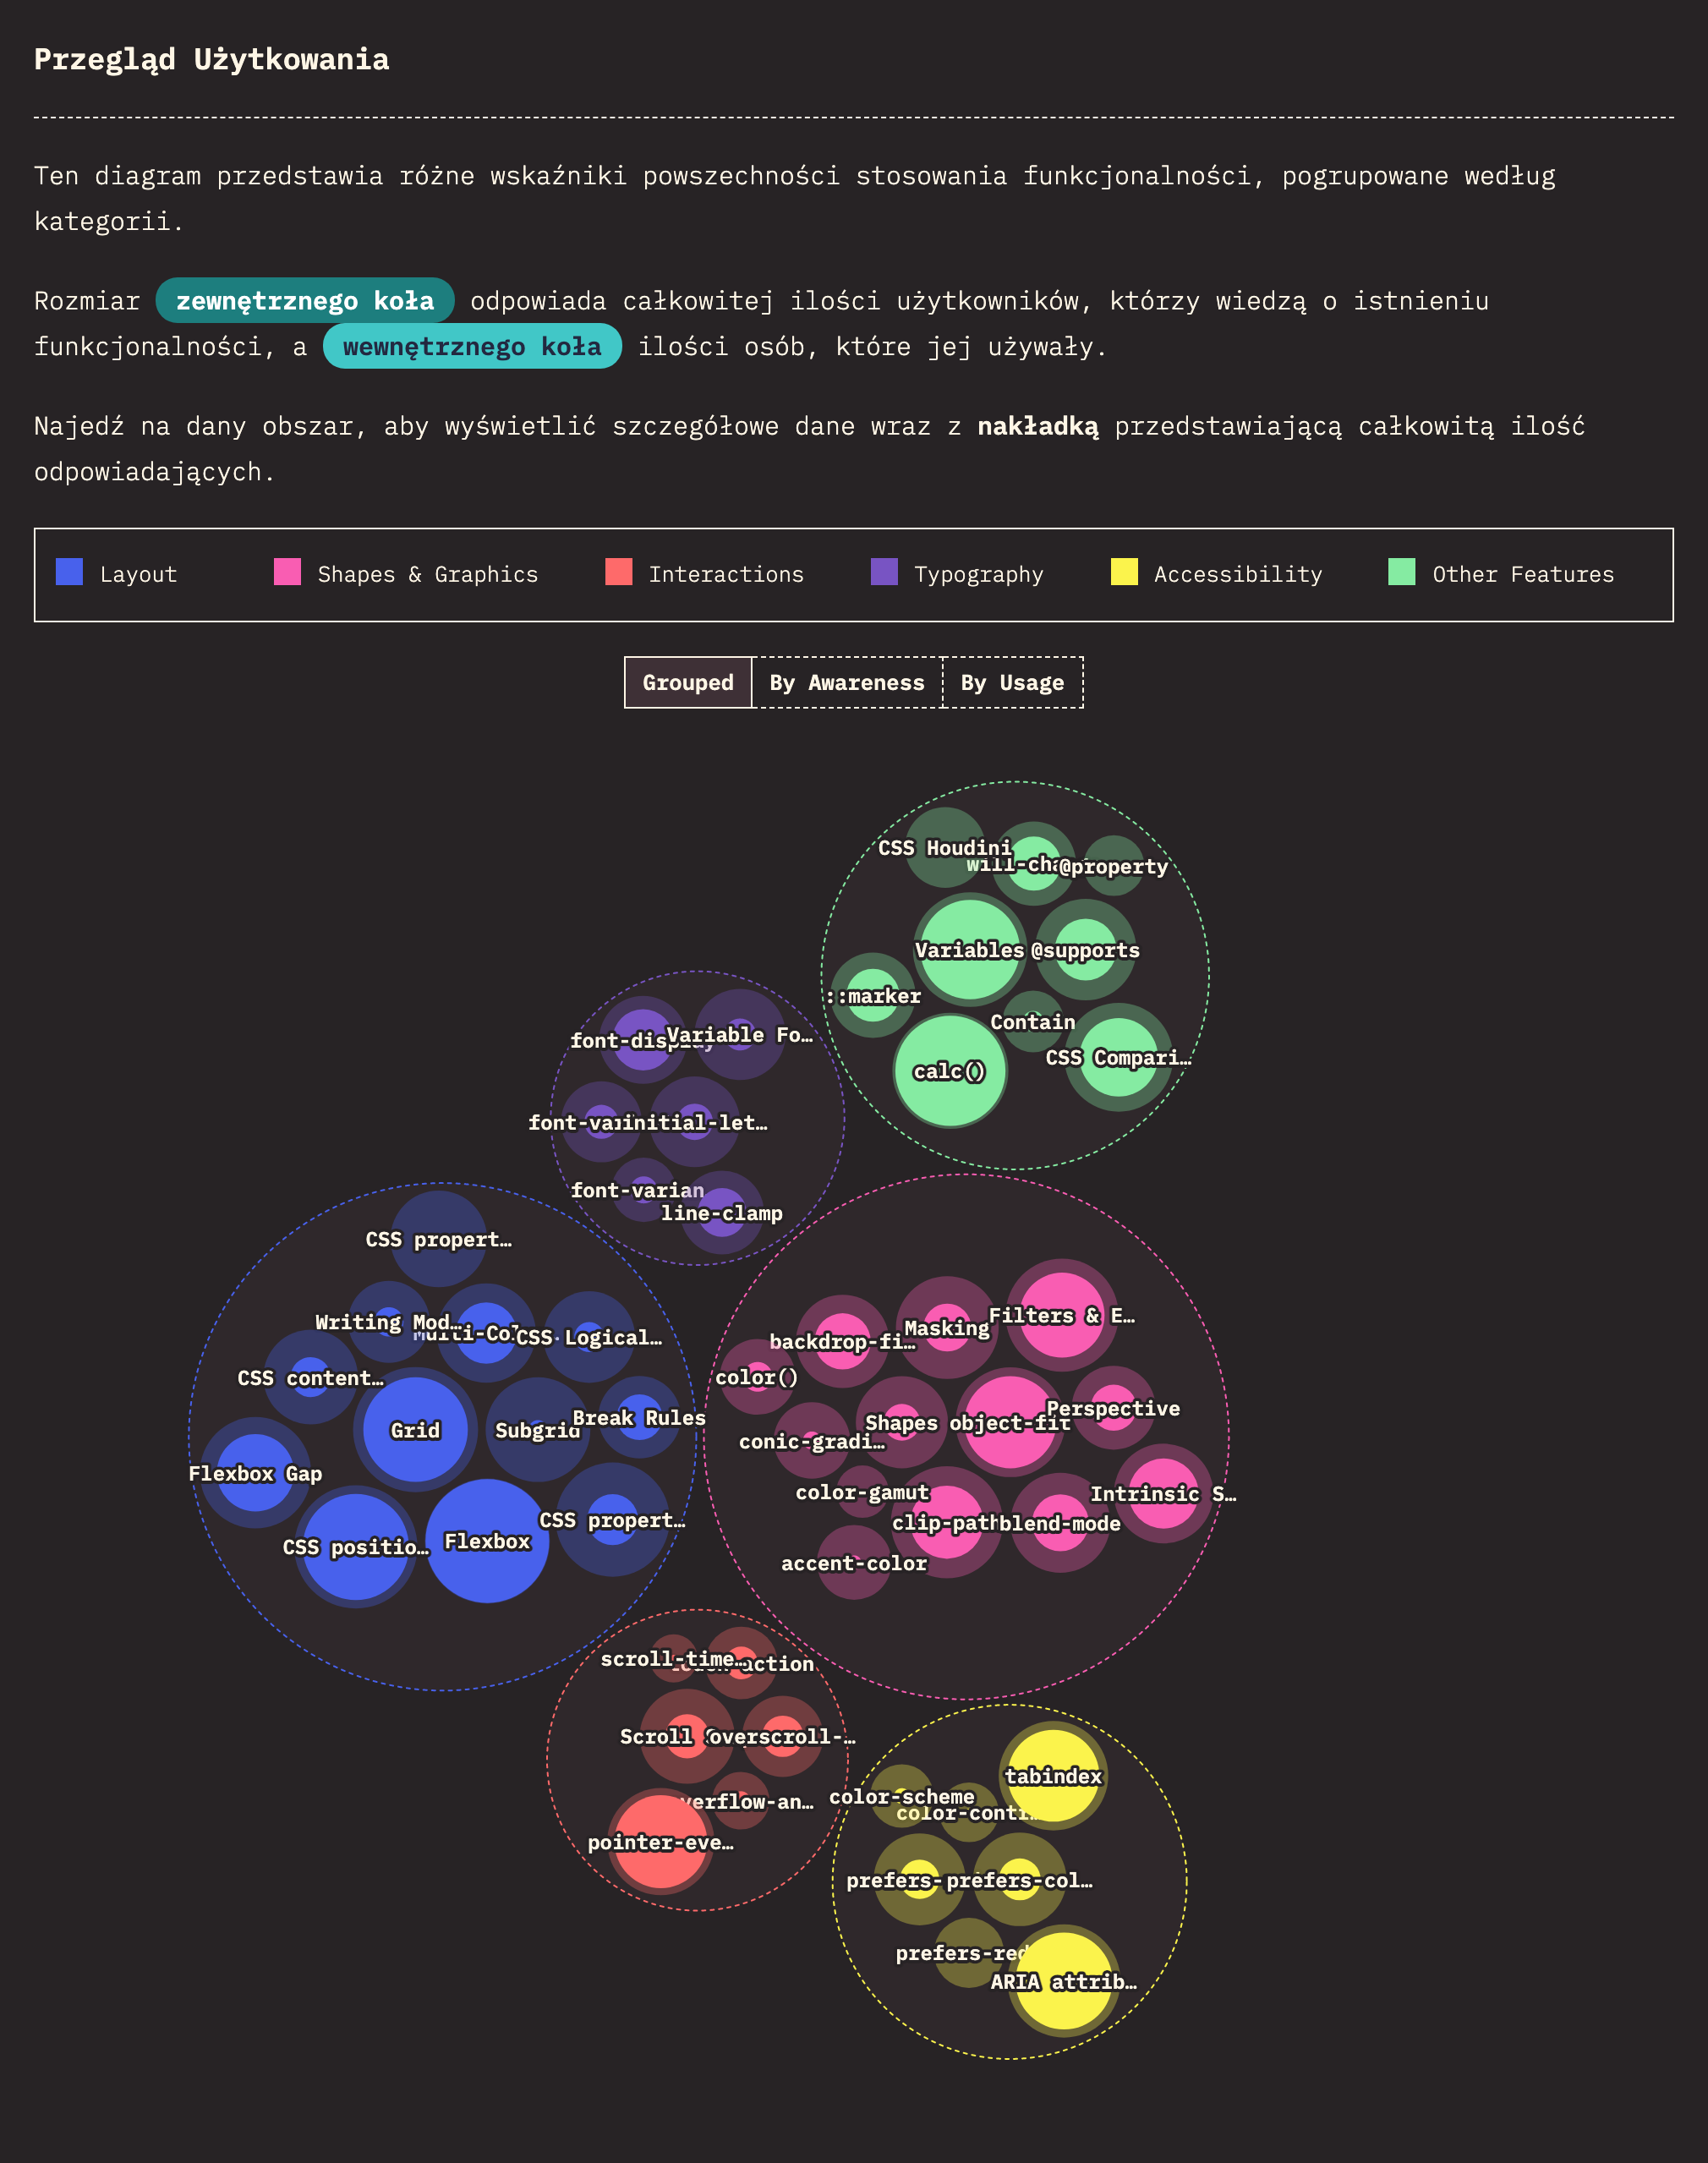 Przegląd Użytkowania
Ten diagram przedstawia różne wskaźniki powszechności stosowania funkcjonalności, pogrupowane według
kategorii.
Rozmiar zewnętrznego koła odpowiada całkowitej ilości użytkowników, którzy wiedzą o istnieniu
funkcjonalności, a wewnętrznego koła ilości osób, które jej używały.
Najedź na dany obszar, aby wyświetlić szczegółowe dane wraz z nakładką przedstawiającą całkowitą ilość
odpowiadających.
Layout
Shapes & Graphics
Interactions
Typography
Accessibility
Other Features
Grouped
By Awareness
By Usage
CSS Houdini
will-cha
@property
Variables
@supports
::marker
Contain
CSS Compari…
calc()
font-display
Variable Fo…
font-var
initial-let…
font-varian
line-clamp
CSS propert…
Writing Mod…
Multi-Col
CSS Logical…
CSS content…
Grid
Subgrid
Break Rules
Flexbox Gap
CSS positio…
Flexbox
CSS propert…
Filters & E…
Masking
backdrop-fi…
color()
Perspective
Shapes
object-fit
conic-gradi…
color-gamut
Intrinsic S…
clip-path
blend-mode
accent-color
scroll-time…
action
Scroll
overscroll-…
verflow-an…
pointer-eve…
tabindex
color-scheme
color-contr…
prefers-
prefers-col…
prefers-red
ARIA attrib…